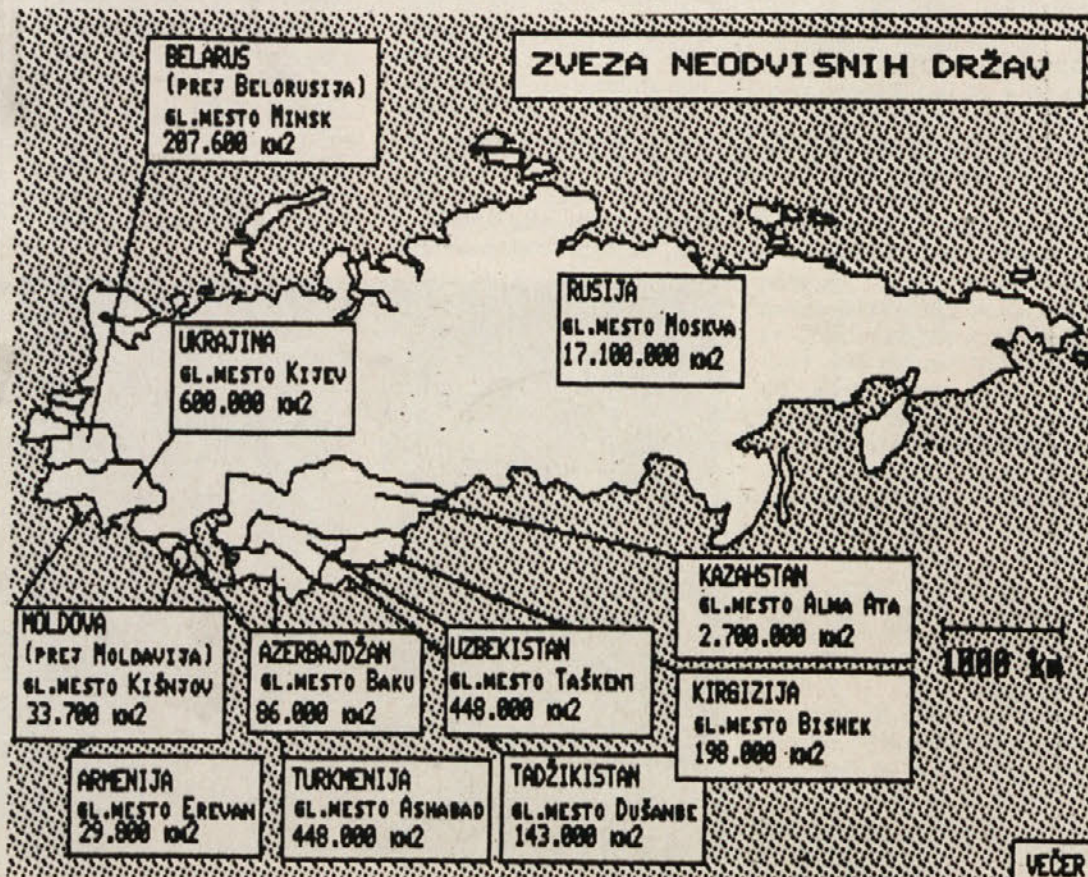 ZVEZA NEODVISNIH DRŽAV
BELARUS
(PREJ BELORUSIJA)
GL.MESTO MINSK
207.600 KM2
RUSIJA
GL.MESTO MOSKVA
17.100.000 KM2
UKRAJINA
GL.MESTO KIJEV
600.000 KM2
KAZAHSTAN
GL.MESTO ALMA ATA
2.700.000 KM2
1000 km
MOLDOVA
(PREJ MOLDAVIJA)
GL.MESTO KIŠNJOV
33.700 KM2
AZERBAJDŽAN
GL.MESTO BAKU
86.000 KM2
UZBEKISTAN
GL.MESTO TAŠKENT
448.000 KM2
KIRGIZIJA
GL.MESTO BISHEK
198.000 KM2
ARMENIJA
GL.MESTO EREVAN
29.800 KM2
TURKMENIJA
GL.MESTO ASHABAD
448.000 KM2
TADŽIKISTAN
GL.MESTO DUŠANBE
143.000 KM2
VEČER